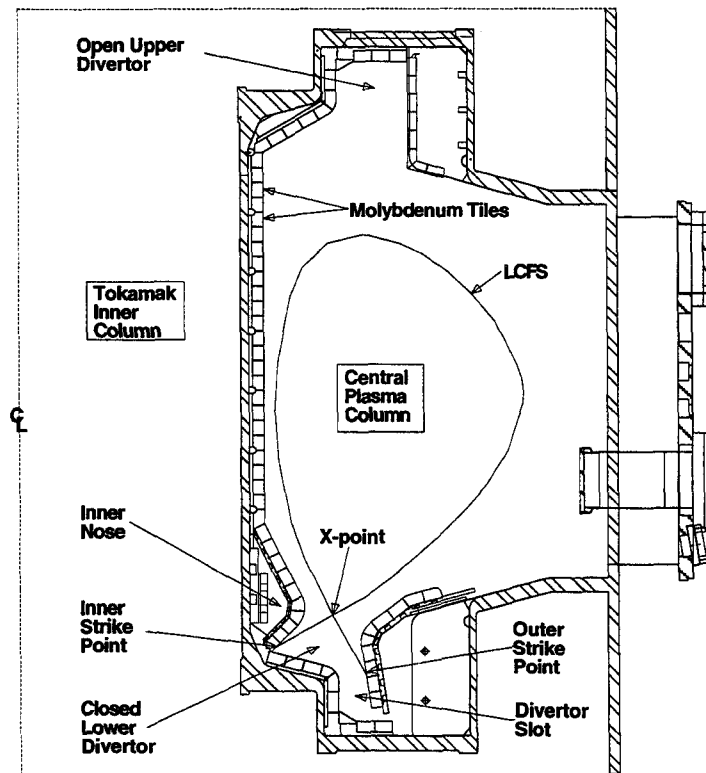 Open Upper
Divertor
Molybdenum Tiles
LCFS
Tokamak
Inner
Column
Central
Plasma
Column
C
L
Inner
Nose
X-point
Inner
Strike
Point
Outer
Strike
Point
Closed
Lower
Divertor
Divertor
Slot